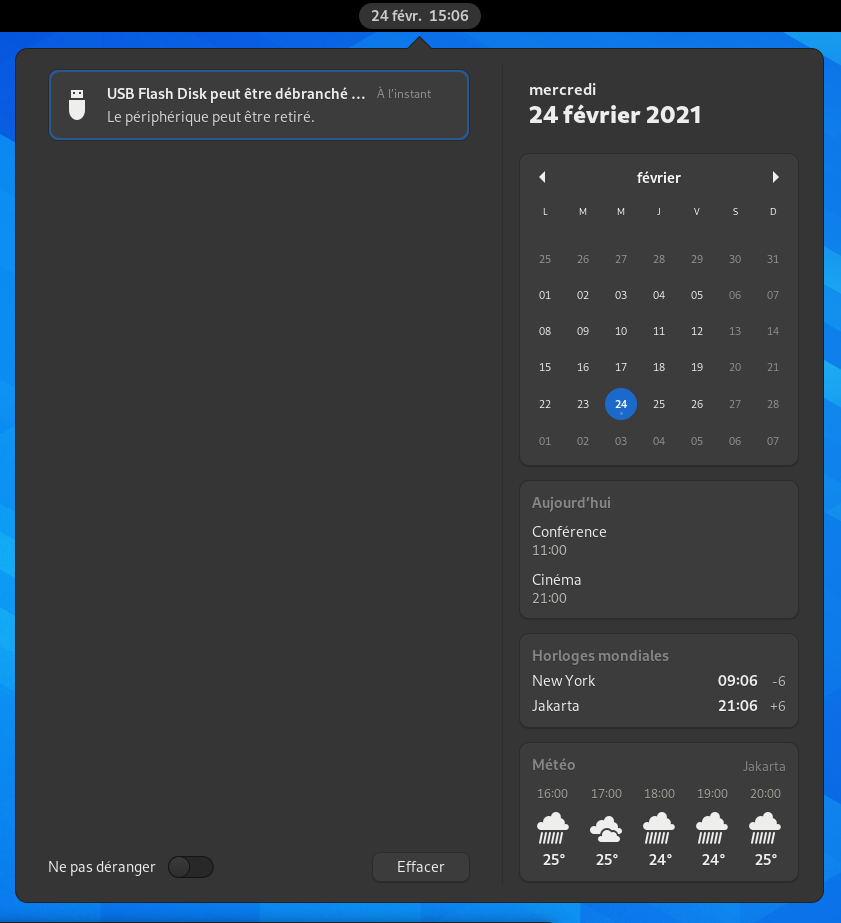 24 févr. 15:06
USB Flash Disk peut être débranché … À l'instant
Le périphérique peut être retiré.
Ne pas déranger
Effacer
mercredi
24 février 2021
février
L M M J V S D
25 26 27 28 29 30 31
01 02 03 04 05 06 07
08 09 10 11 12 13 14
15 16 17 18 19 20 21
22 23 24 25 26 27 28
01 02 03 04 05 06 07
Aujourd'hui
Conférence
11:00
Cinéma
21:00
Horloges mondiales
New York 09:06 -6
Jakarta 21:06 +6
Météo Jakarta
16:00 17:00 18:00 19:00 20:00
25° 25° 24° 24° 25°